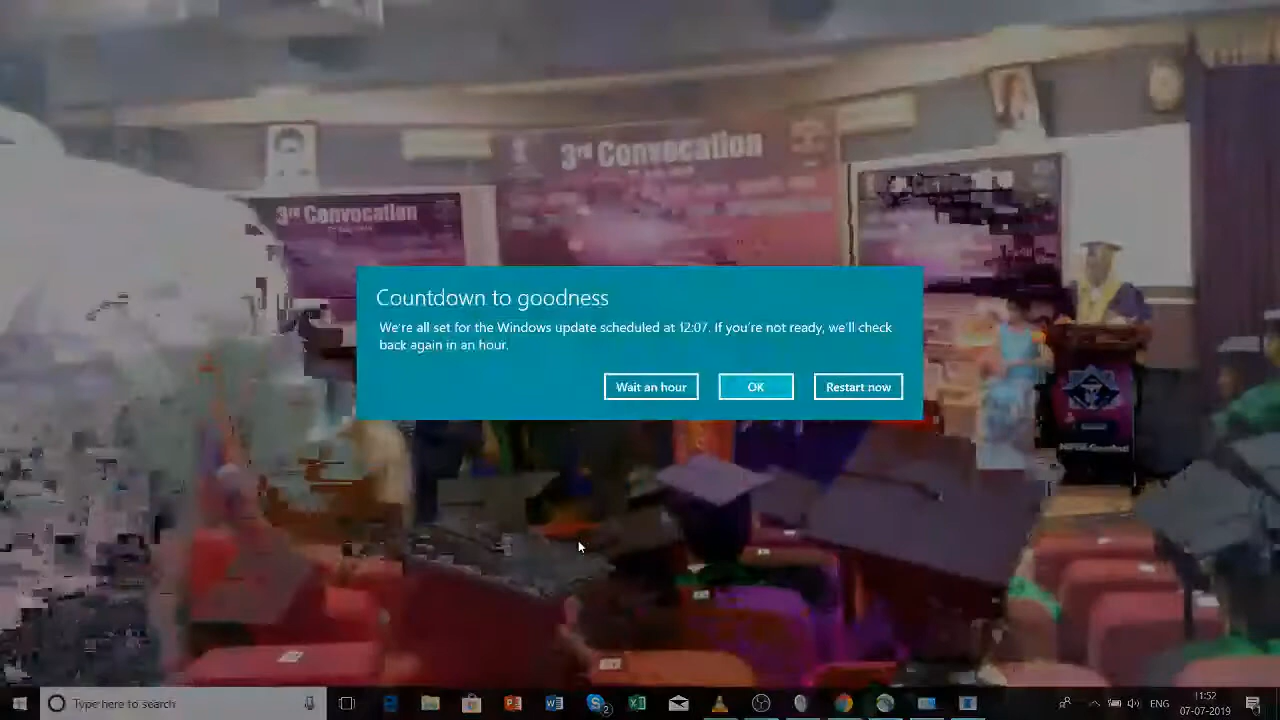 3rd Convocation
3rd Convocation
Countdown to goodness
We're all set for the Windows update scheduled at 12:07. If you're not ready, we'll check
back again in an hour.
Wait an hour
OK
Restart now
Type here to search
2
ENG
11:52
07-07-2019